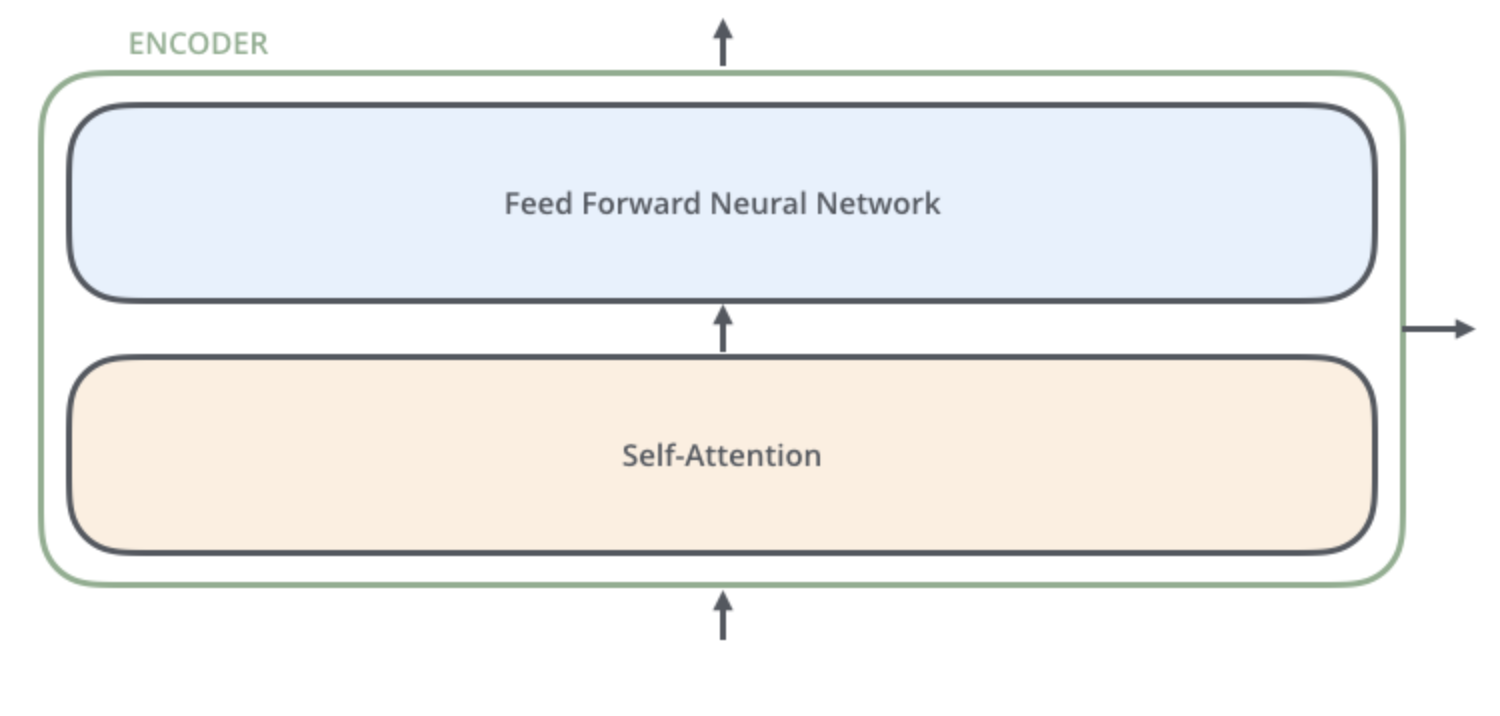 ENCODER
Feed Forward Neural Network
Self-Attention